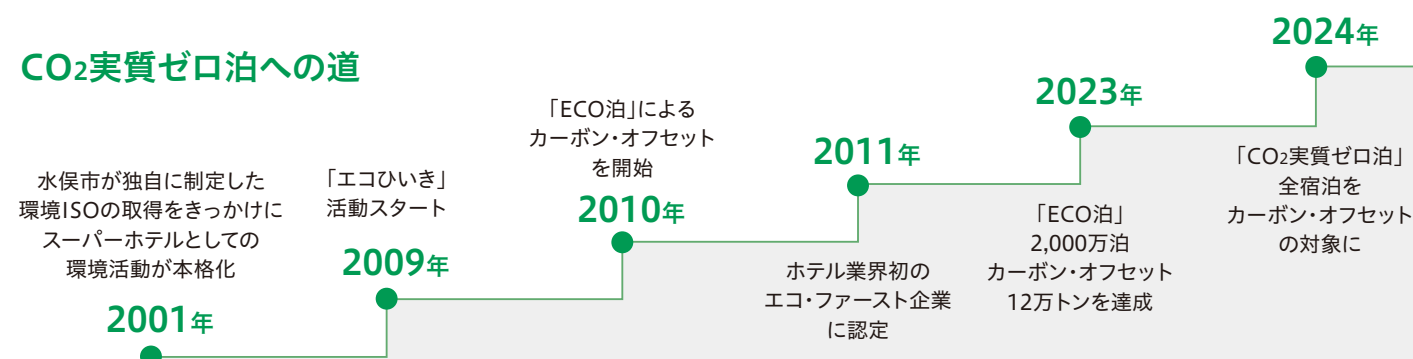 CO2実質ゼロ泊への道
水俣市が独自に制定した
環境ISOの取得をきっかけに
スーパーホテルとしての
環境活動が本格化
2001年
「エコひいき」
活動スタート
2009年
「ECO泊」による
カーボン・オフセット
を開始
2010年
2011年
ホテル業界初の
エコ・ファースト企業
に認定
2023年
「ECO泊」
2,000万泊
カーボン・オフセット
12万トンを達成
2024年
「CO2実質ゼロ泊」
全宿泊を
カーボン・オフセット
の対象に